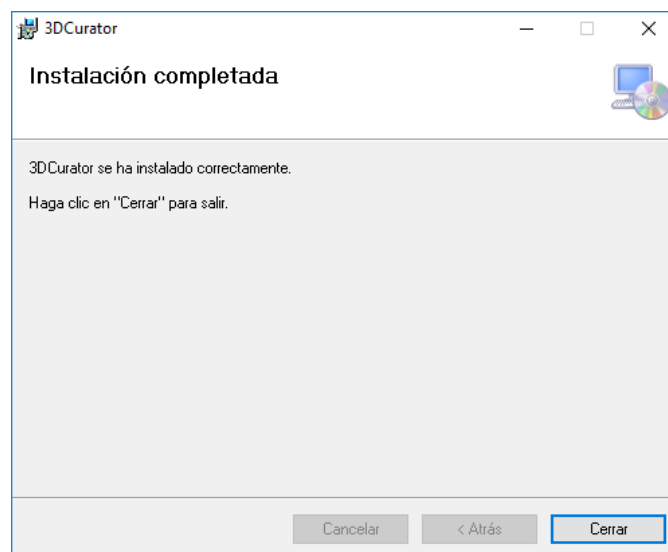 3DCurator
Instalación completada
3DCurator se ha instalado correctamente.
Haga clic en "Cerrar" para salir.
Cancelar
< Atrás
Cerrar